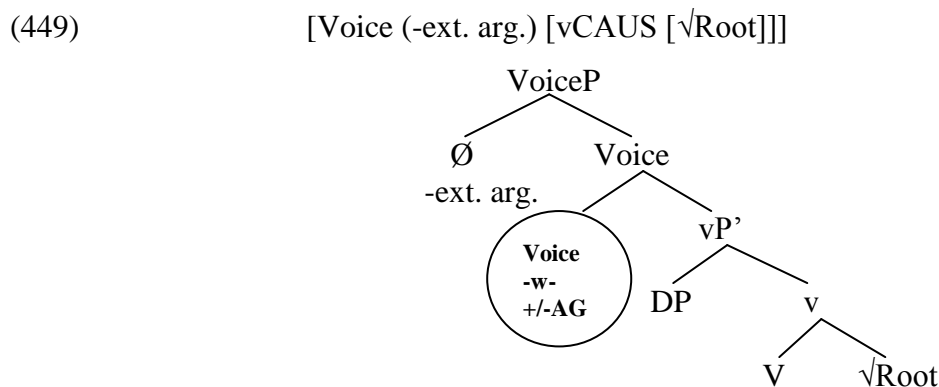 (449) [Voice (-ext. arg.) [vCAUS [√Root]]]
VoiceP
Ø Voice
-ext. arg.
vP’
Voice
-w-
+/-AG
DP v
V √Root